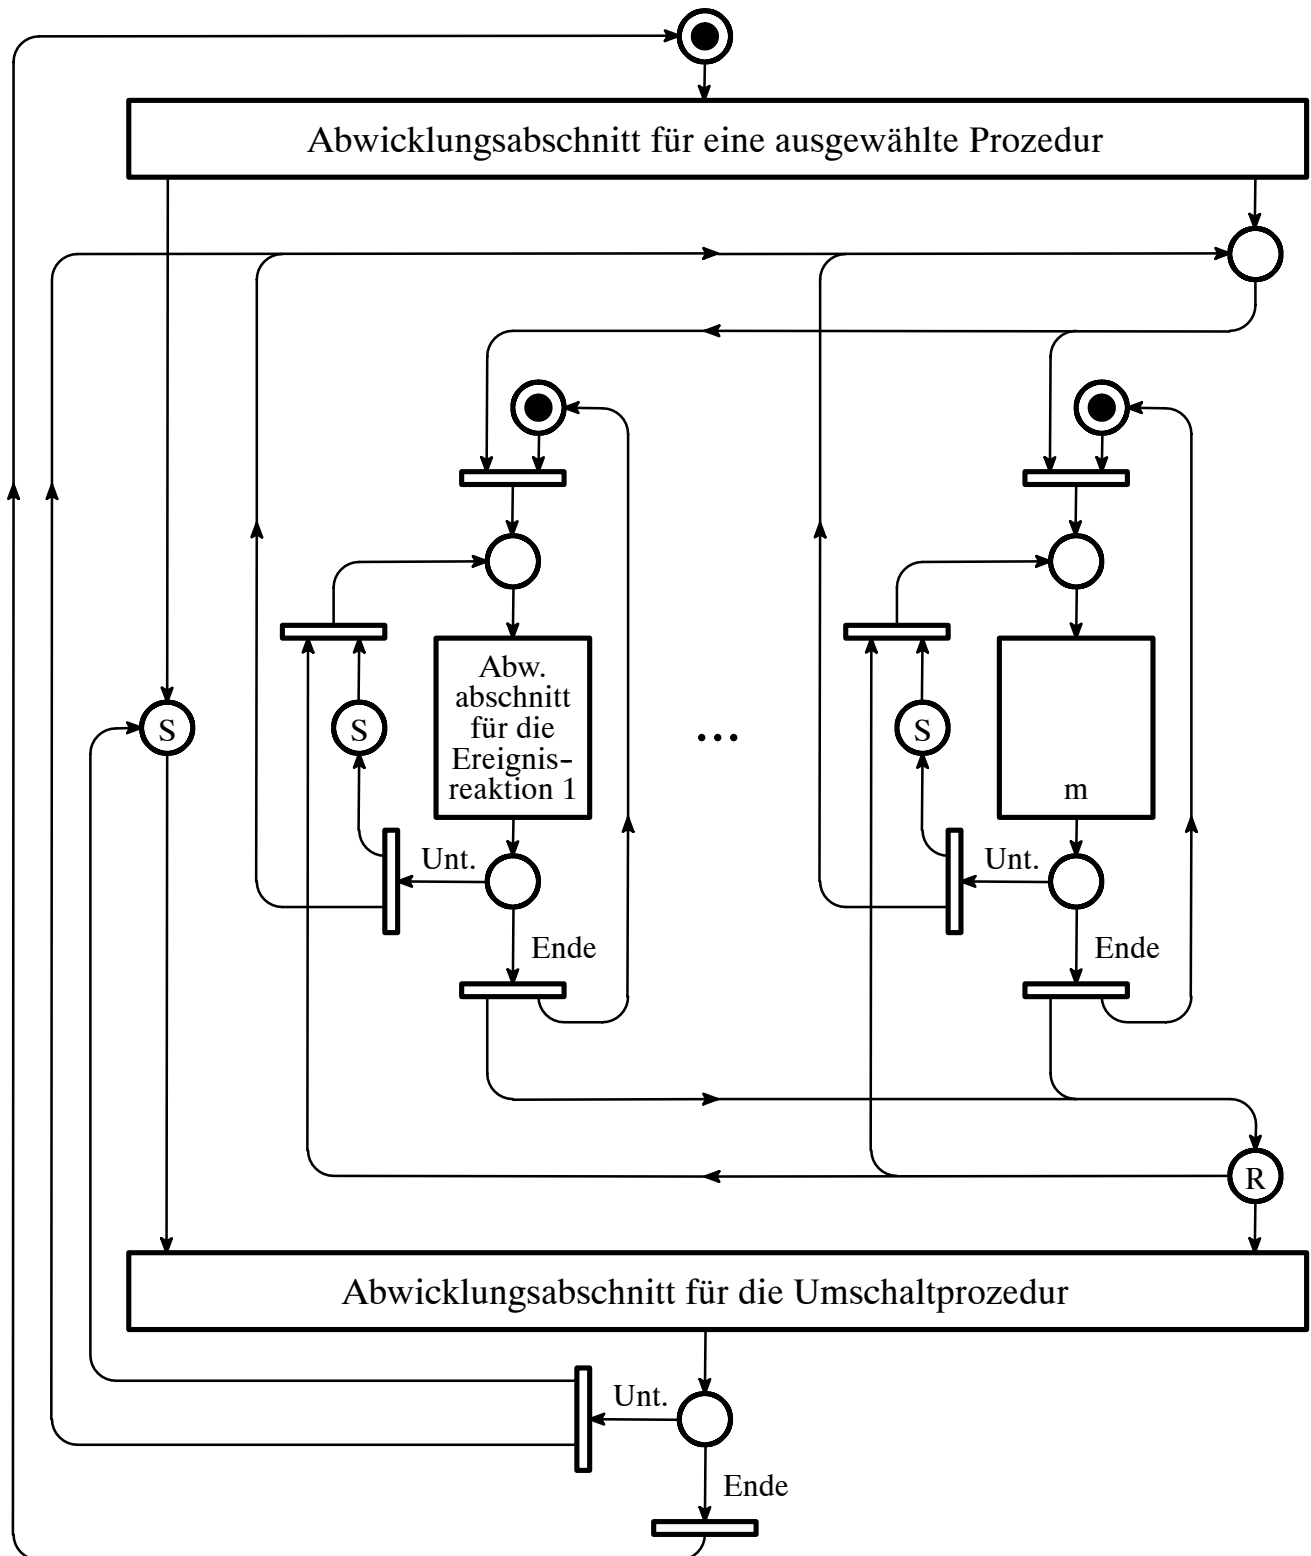 Abwicklungsabschnitt für eine ausgewählte Prozedur
Abw.
abschnitt
für die
Ereignis-
reaktion 1
S
S
...
S
m
Unt.
Unt.
Ende
Ende
R
Abwicklungsabschnitt für die Umschaltprozedur
Unt.
Ende